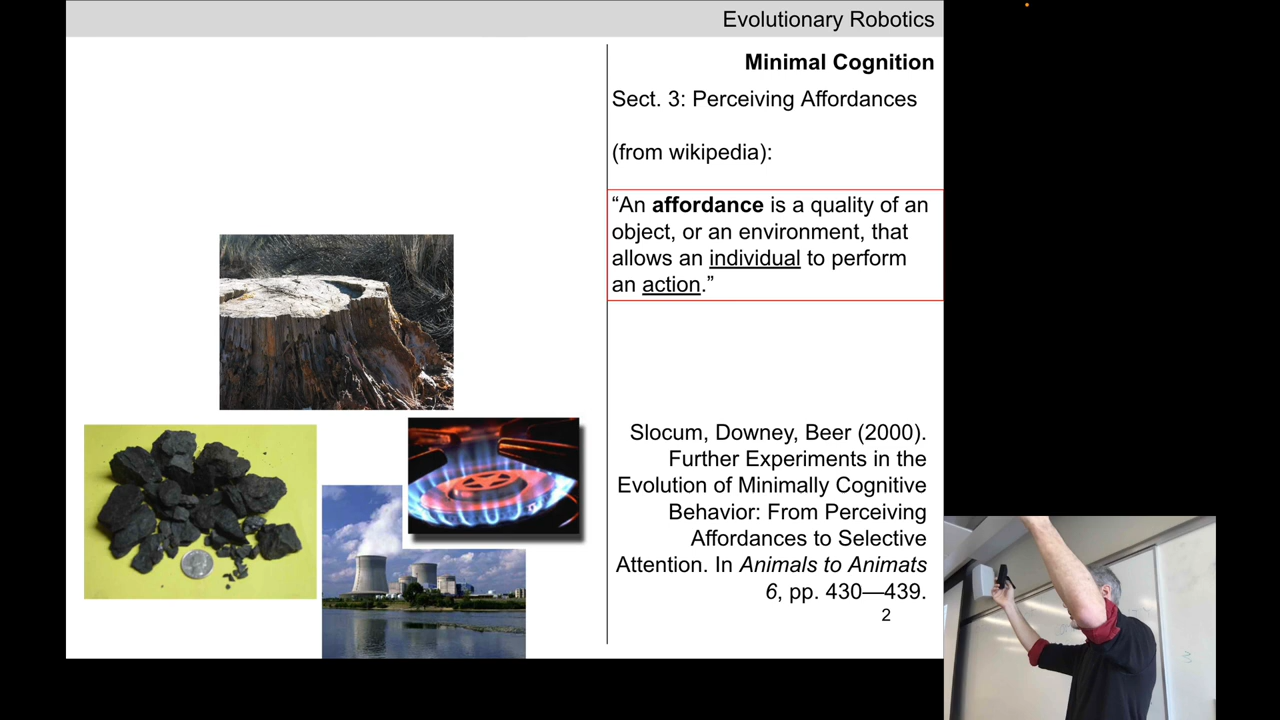 Evolutionary Robotics
Minimal Cognition
Sect. 3: Perceiving Affordances
(from wikipedia):
“An affordance is a quality of an
object, or an environment, that
allows an individual to perform
an action.”
Slocum, Downey, Beer (2000).
Further Experiments in the
Evolution of Minimally Cognitive
Behavior: From Perceiving
Affordances to Selective
Attention. In Animals to Animats
6, pp. 430—439.
2